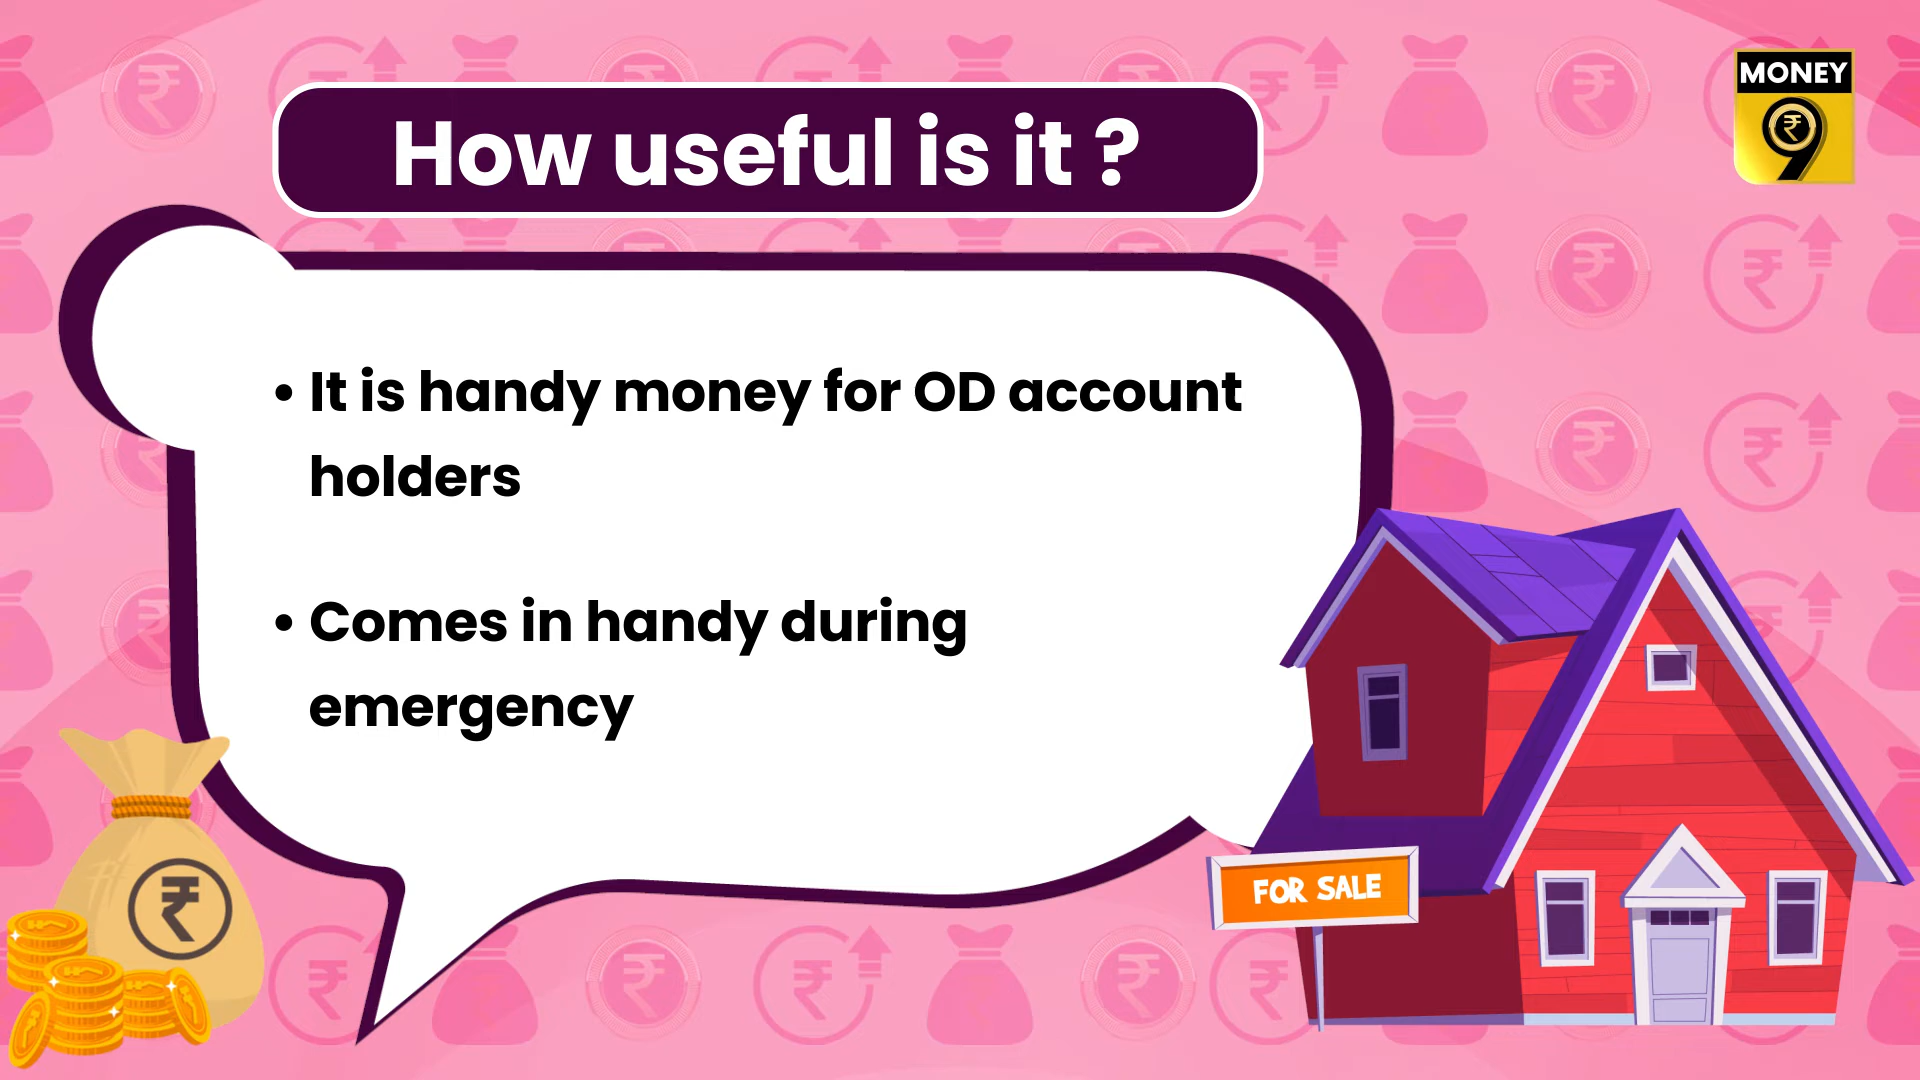 How useful is it ?
MONEY
9
• It is handy money for OD account
holders
• Comes in handy during
emergency
FOR SALE
₹